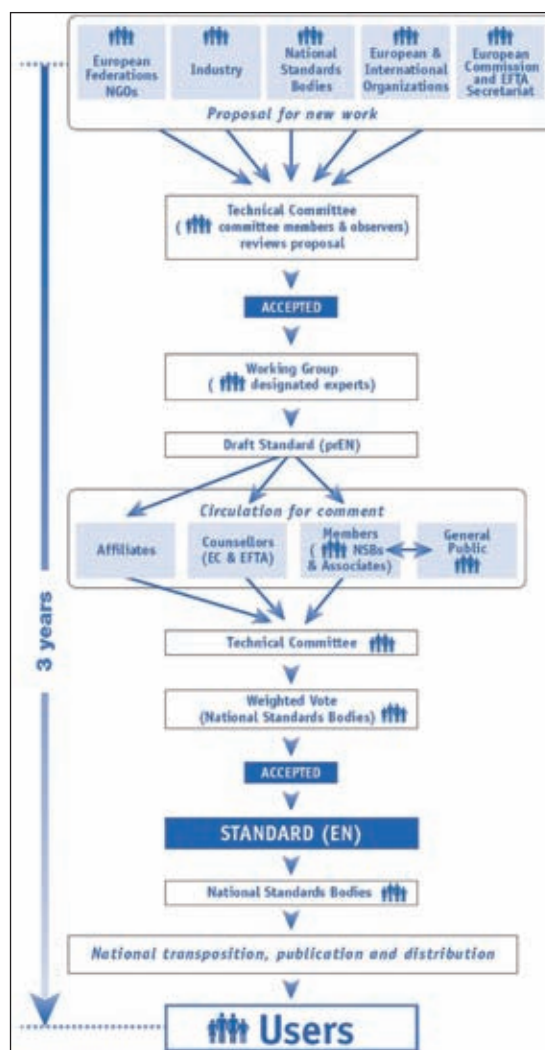 European
Federations
NGOs
Industry
National
Standards
Bodies
European &
International
Organizations
European
Commission
and EFTA
Secretariat
Proposal for new work
Technical Committee
( committee members & observers)
reviews proposal
ACCEPTED
Working Group
( designated experts)
Draft Standard (prEN)
Circulation for comment
Affiliates
Counsellors
(EC & EFTA)
Members
( NSBs
& Associates)
General
Public
3 years
Technical Committee
Weighted Vote
(National Standards Bodies)
ACCEPTED
STANDARD (EN)
National Standards Bodies
National transposition, publication and distribution
Users